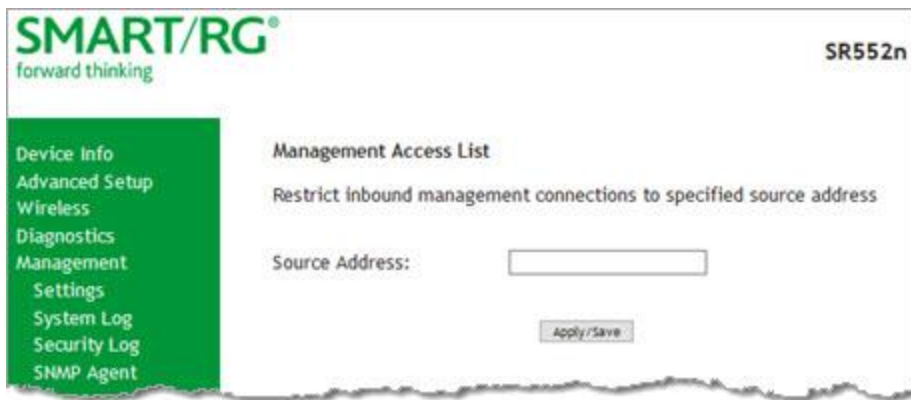 SMART/RG®
forward thinking
SR552n
Device Info
Advanced Setup
Wireless
Diagnostics
Management
Settings
System Log
Security Log
SNMP Agent
Management Access List
Restrict inbound management connections to specified source address
Source Address:
Apply/Save